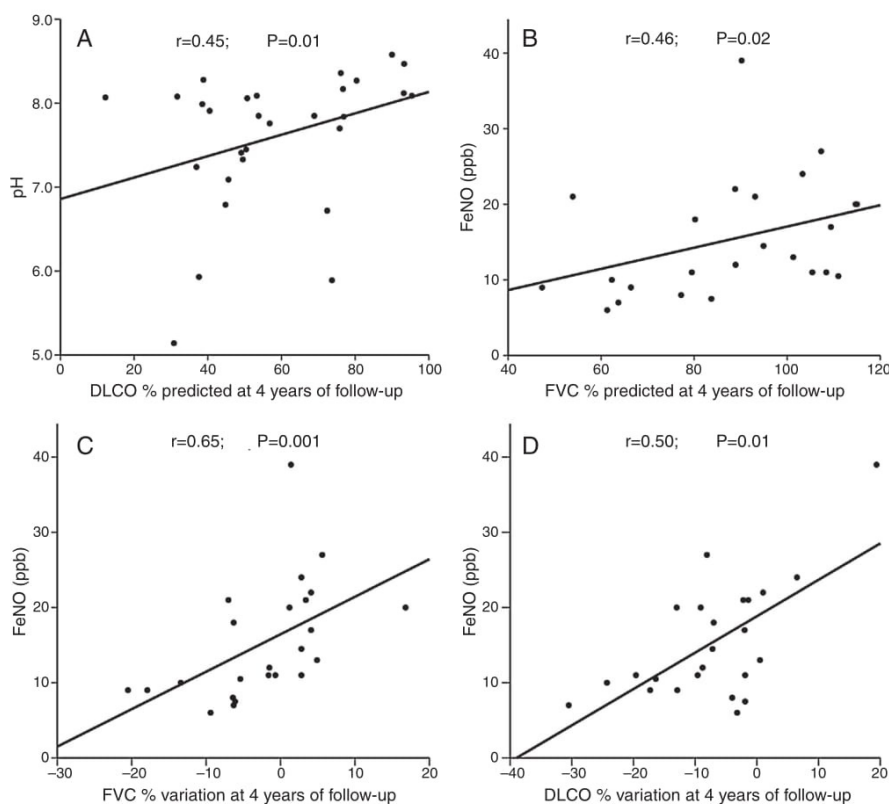 A r=0.45; P=0.01
9.0
8.0
7.0
6.0
5.0
pH
0 20 40 60 80 100
DLCO % predicted at 4 years of follow-up
B r=0.46; P=0.02
40
30
20
10
0
FeNO (ppb)
40 60 80 100 120
FVC % predicted at 4 years of follow-up
C r=0.65; P=0.001
40
30
20
10
0
FeNO (ppb)
–30 –20 –10 0 10 20
FVC % variation at 4 years of follow-up
D r=0.50; P=0.01
40
30
20
10
0
FeNO (ppb)
–40 –30 –20 –10 0 10 20
DLCO % variation at 4 years of follow-up